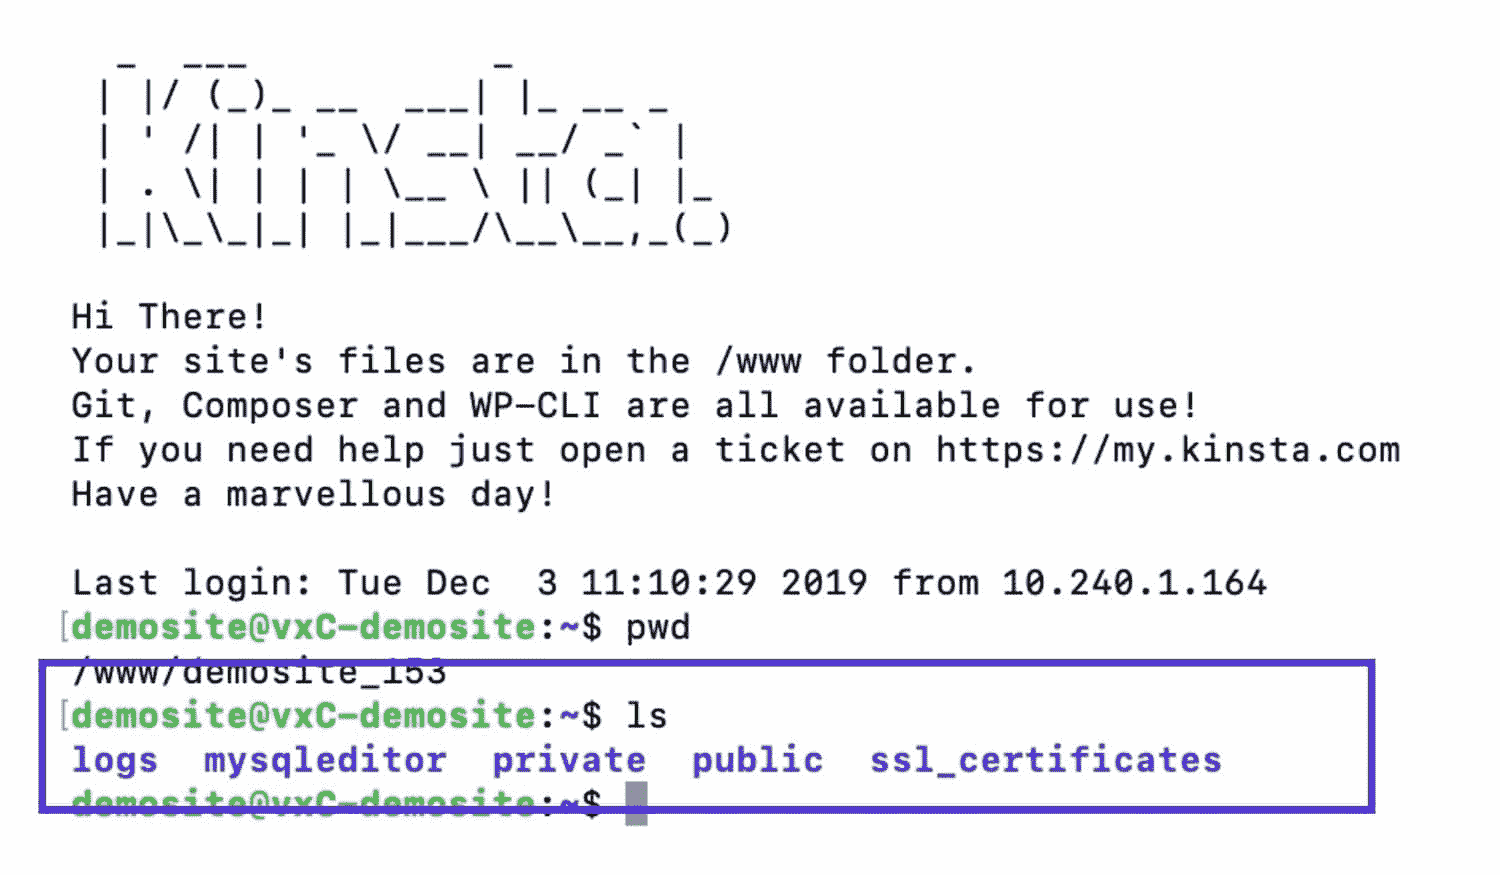 _  ___           _
| |/ (_)_ __  ___| |_ __ _
| ' /| | '_ \/ __| __/ _` |
| . \| | | | \__ \ || (_| |_
|_|\_\_|_| |_|___/\__\__,_(_)
Hi There!
Your site's files are in the /www folder.
Git, Composer and WP-CLI are all available for use!
If you need help just open a ticket on https://my.kinsta.com
Have a marvellous day!
Last login: Tue Dec  3 11:10:29 2019 from 10.240.1.164
[demosite@vxC-demosite:~$ pwd
/www/demosite_153
[demosite@vxC-demosite:~$ ls
logs  mysqleditor  private  public  ssl_certificates
demosite@vxC-demosite:~$